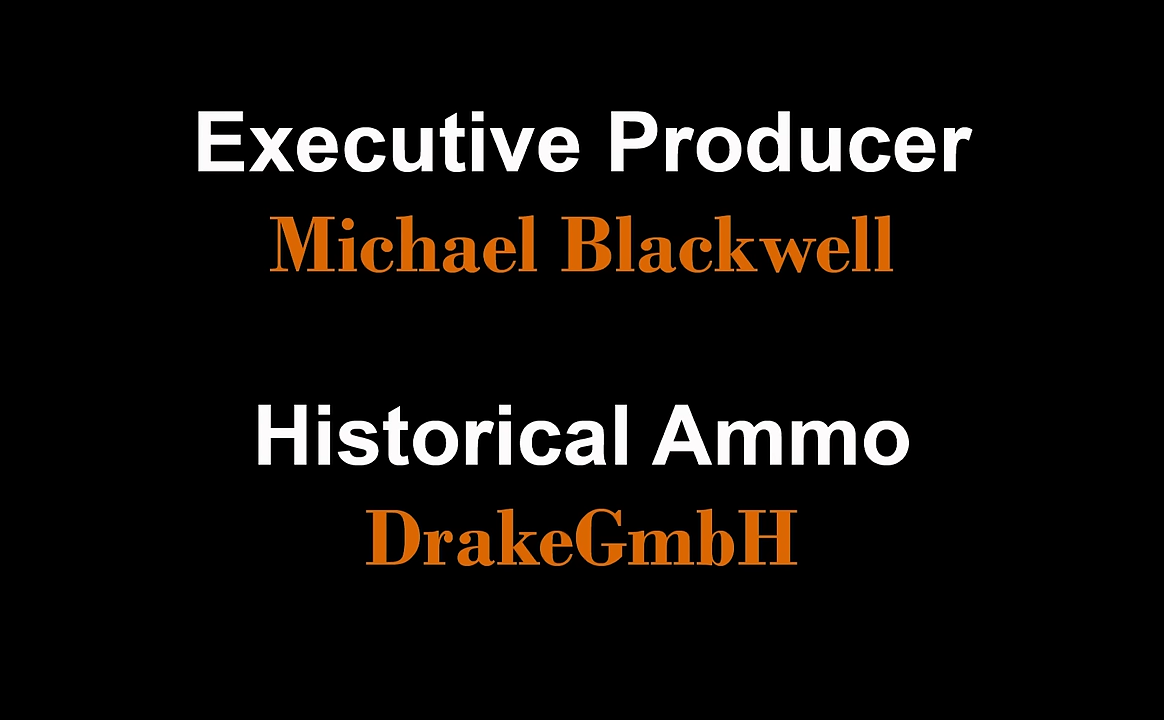 Executive Producer
Michael Blackwell
Historical Ammo
DrakeGmbH